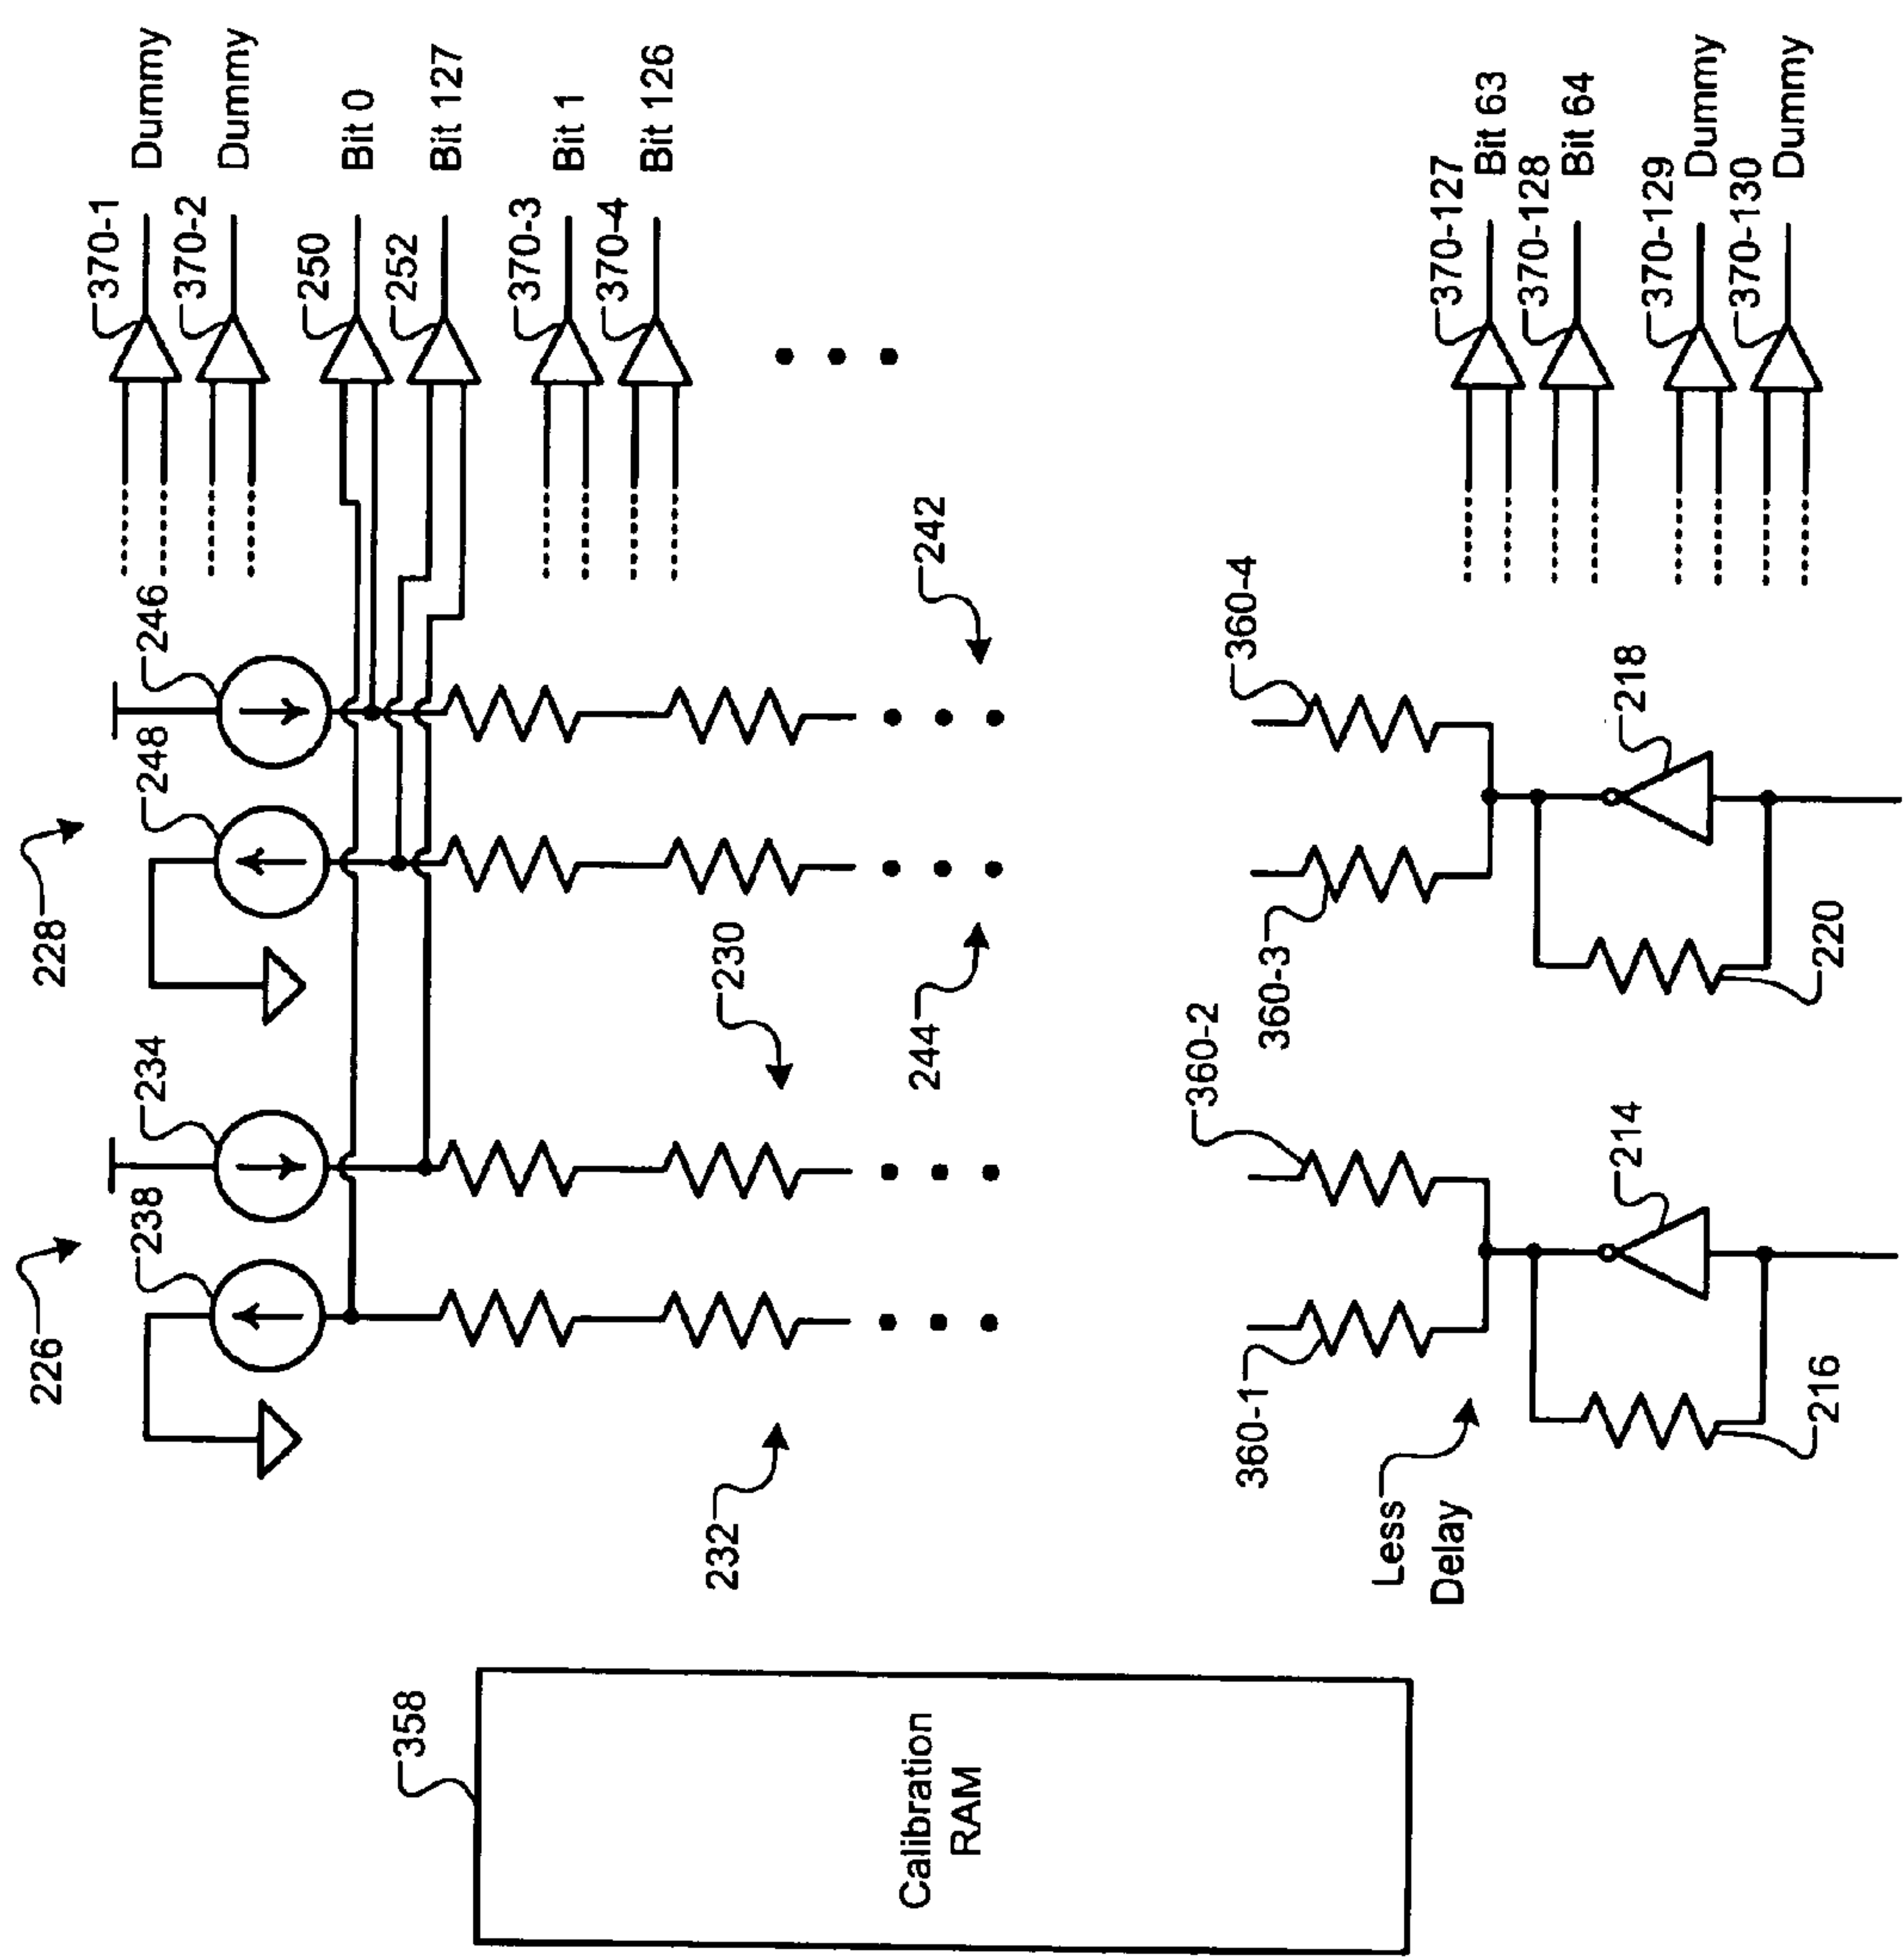 226
228
238
234
248
246
370-1
Dummy
370-2
Dummy
250
Bit 0
252
Bit 127
370-3
Bit 1
370-4
Bit 126
232
230
244
242
358
Calibration
RAM
Less
Delay
360-1
360-2
360-3
360-4
216
214
220
218
370-127
Bit 63
370-128
Bit 64
370-129
Dummy
370-130
Dummy